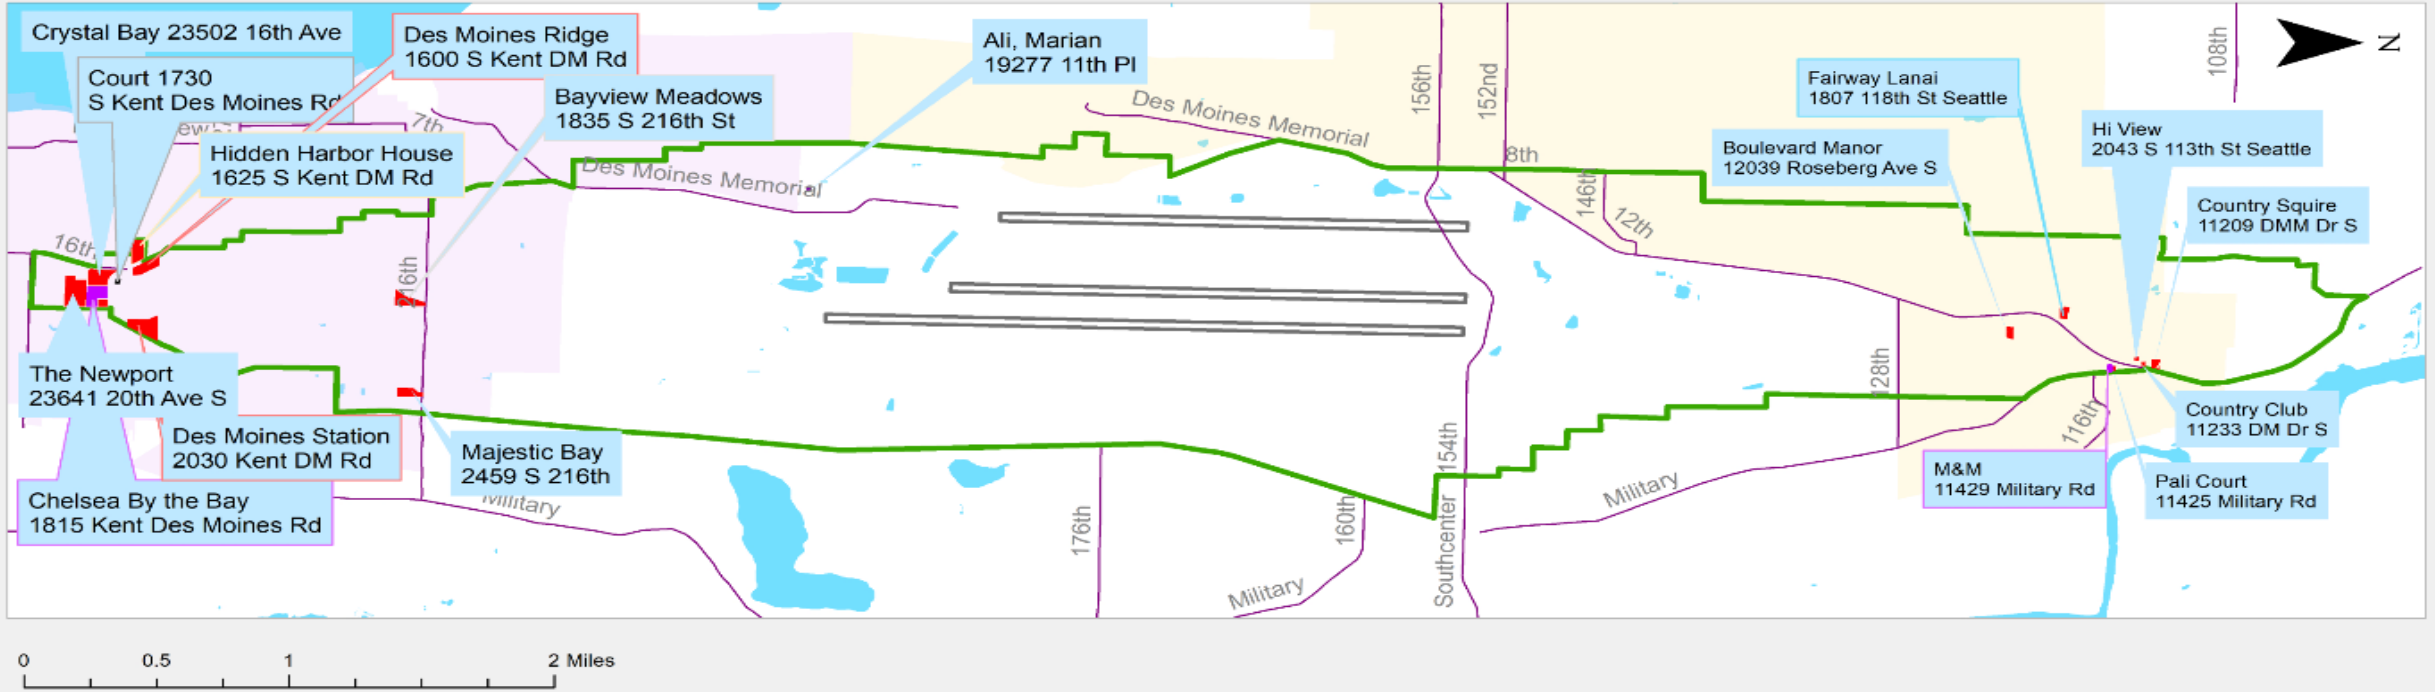 Crystal Bay 23502 16th Ave
Court 1730
S Kent Des Moines Rd
Des Moines Ridge
1600 S Kent DM Rd
Bayview Meadows
1835 S 216th St
Hidden Harbor House
1625 S Kent DM Rd
Ali, Marian
19277 11th Pl
Fairway Lanai
1807 118th St Seattle
Boulevard Manor
12039 Roseberg Ave S
Hi View
2043 S 113th St Seattle
Country Squire
11209 DMM Dr S
N
108th
156th
152nd
Des Moines Memorial
Des Moines Memorial
7th
8th
146th
12th
16th
216th
128th
116th
The Newport
23641 20th Ave S
Des Moines Station
2030 Kent DM Rd
Chelsea By the Bay
1815 Kent Des Moines Rd
Majestic Bay
2459 S 216th
Military
176th
160th
Military
Southcenter
154th
Military
Country Club
11233 DM Dr S
M&M
11429 Military Rd
Pali Court
11425 Military Rd
0 0.5 1 2 Miles